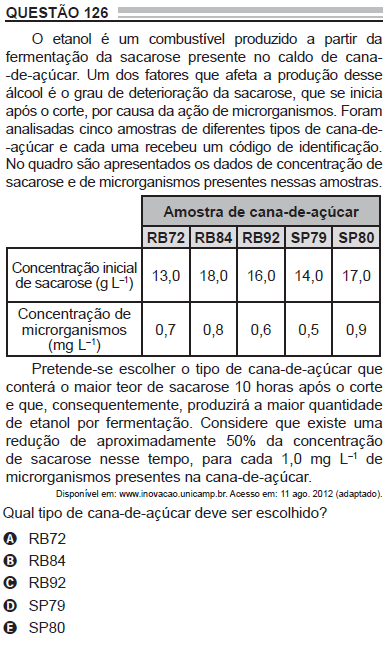 QUESTÃO 126
O etanol é um combustível produzido a partir da
fermentação da sacarose presente no caldo de cana-
-de-açúcar. Um dos fatores que afeta a produção desse
álcool é o grau de deterioração da sacarose, que se inicia
após o corte, por causa da ação de microrganismos. Foram
analisadas cinco amostras de diferentes tipos de cana-de-
-açúcar e cada uma recebeu um código de identificação.
No quadro são apresentados os dados de concentração de
sacarose e de microrganismos presentes nessas amostras.
Amostra de cana-de-açúcar
RB72 RB84 RB92 SP79 SP80
Concentração inicial
de sacarose (g L⁻¹) 13,0 18,0 16,0 14,0 17,0
Concentração de
microrganismos 0,7 0,8 0,6 0,5 0,9
(mg L⁻¹)
Pretende-se escolher o tipo de cana-de-açúcar que
conterá o maior teor de sacarose 10 horas após o corte
e que, consequentemente, produzirá a maior quantidade
de etanol por fermentação. Considere que existe uma
redução de aproximadamente 50% da concentração
de sacarose nesse tempo, para cada 1,0 mg L⁻¹ de
microrganismos presentes na cana-de-açúcar.
Disponível em: www.inovacao.unicamp.br. Acesso em: 11 ago. 2012 (adaptado).
Qual tipo de cana-de-açúcar deve ser escolhido?
A RB72
B RB84
C RB92
D SP79
E SP80